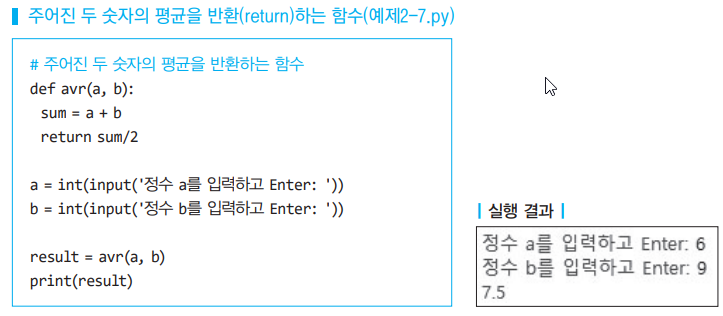 주어진 두 숫자의 평균을 반환(return)하는 함수(예제2-7.py)
# 주어진 두 숫자의 평균을 반환하는 함수
def avr(a, b):
  sum = a + b
  return sum/2
a = int(input('정수 a를 입력하고 Enter: '))
b = int(input('정수 b를 입력하고 Enter: '))
result = avr(a, b)
print(result)
| 실행 결과 |
정수 a를 입력하고 Enter: 6
정수 b를 입력하고 Enter: 9
7.5